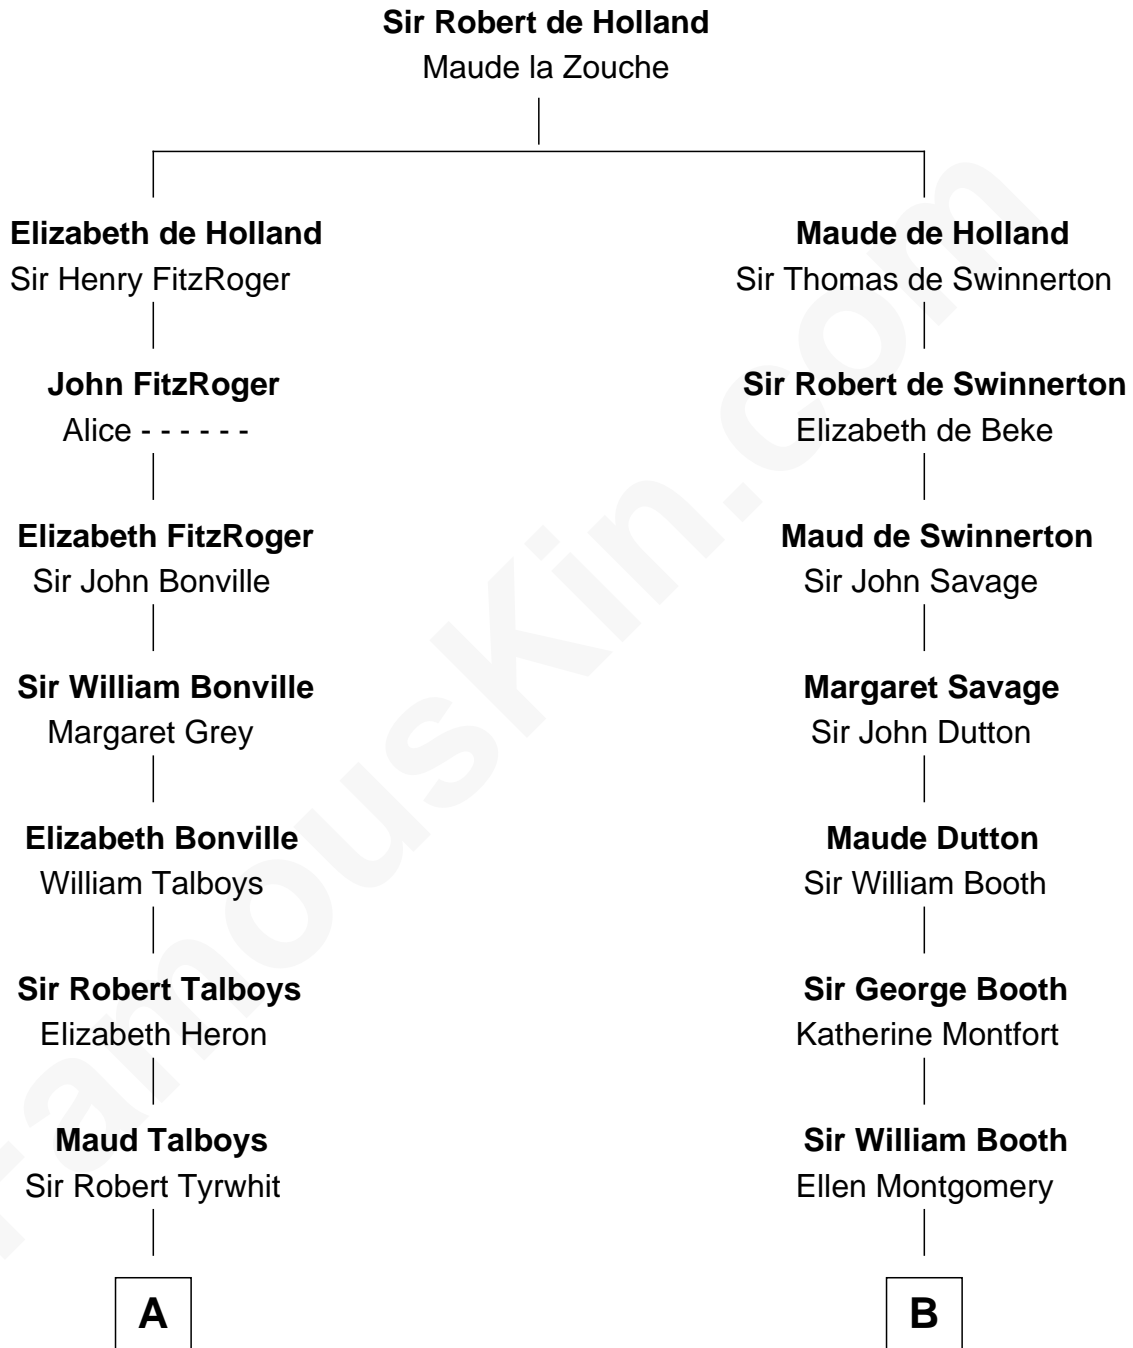 Sir Robert de Holland
Maude la Zouche
Elizabeth de Holland
Sir Henry FitzRoger
Maude de Holland
Sir Thomas de Swinnerton
John FitzRoger
Alice - - - - - -
Sir Robert de Swinnerton
Elizabeth de Beke
Elizabeth FitzRoger
Sir John Bonville
Maud de Swinnerton
Sir John Savage
Sir William Bonville
Margaret Grey
Margaret Savage
Sir John Dutton
Elizabeth Bonville
William Talboys
Maude Dutton
Sir William Booth
Sir Robert Talboys
Elizabeth Heron
Sir George Booth
Katherine Montfort
Maud Talboys
Sir Robert Tyrwhit
Sir William Booth
Ellen Montgomery
A
B
FamousKin.com